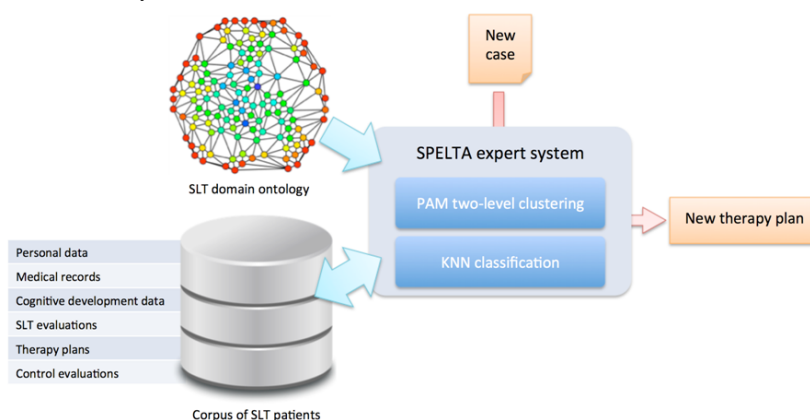 New
case
SPELTA expert system
PAM two-level clustering
KNN classification
New therapy plan
SLT domain ontology
Personal data
Medical records
Cognitive development data
SLT evaluations
Therapy plans
Control evaluations
Corpus of SLT patients